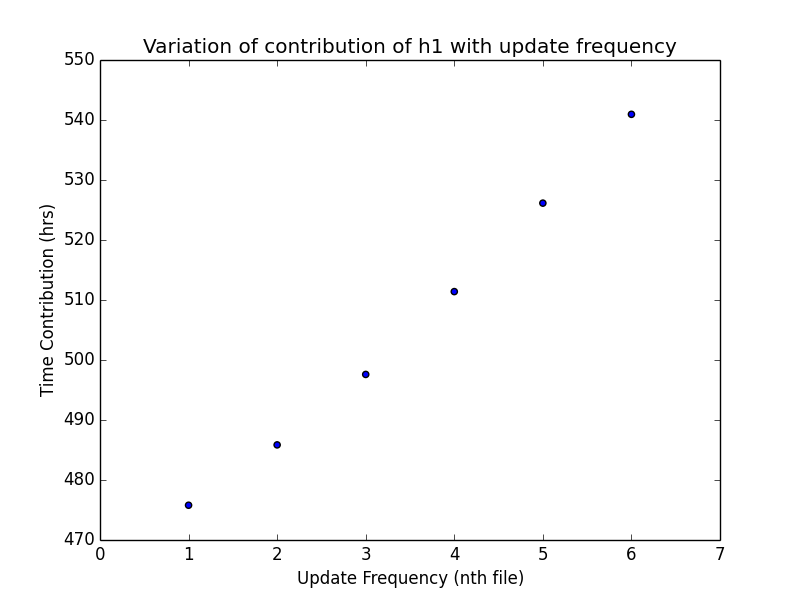 Variation of contribution of h1 with update frequency
550
540
530
520
510
500
490
480
470
Time Contribution (hrs)
0 1 2 3 4 5 6 7
Update Frequency (nth file)